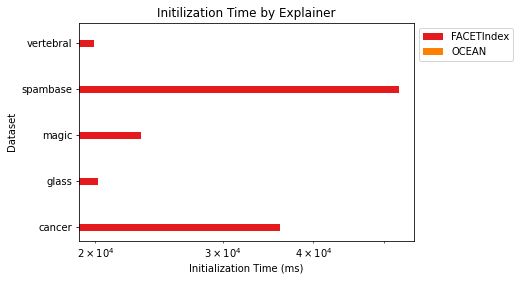 Initilization Time by Explainer
vertebral
spambase
magic
glass
cancer
Dataset
2 × 10⁴
3 × 10⁴
4 × 10⁴
Initialization Time (ms)
FACETIndex
OCEAN